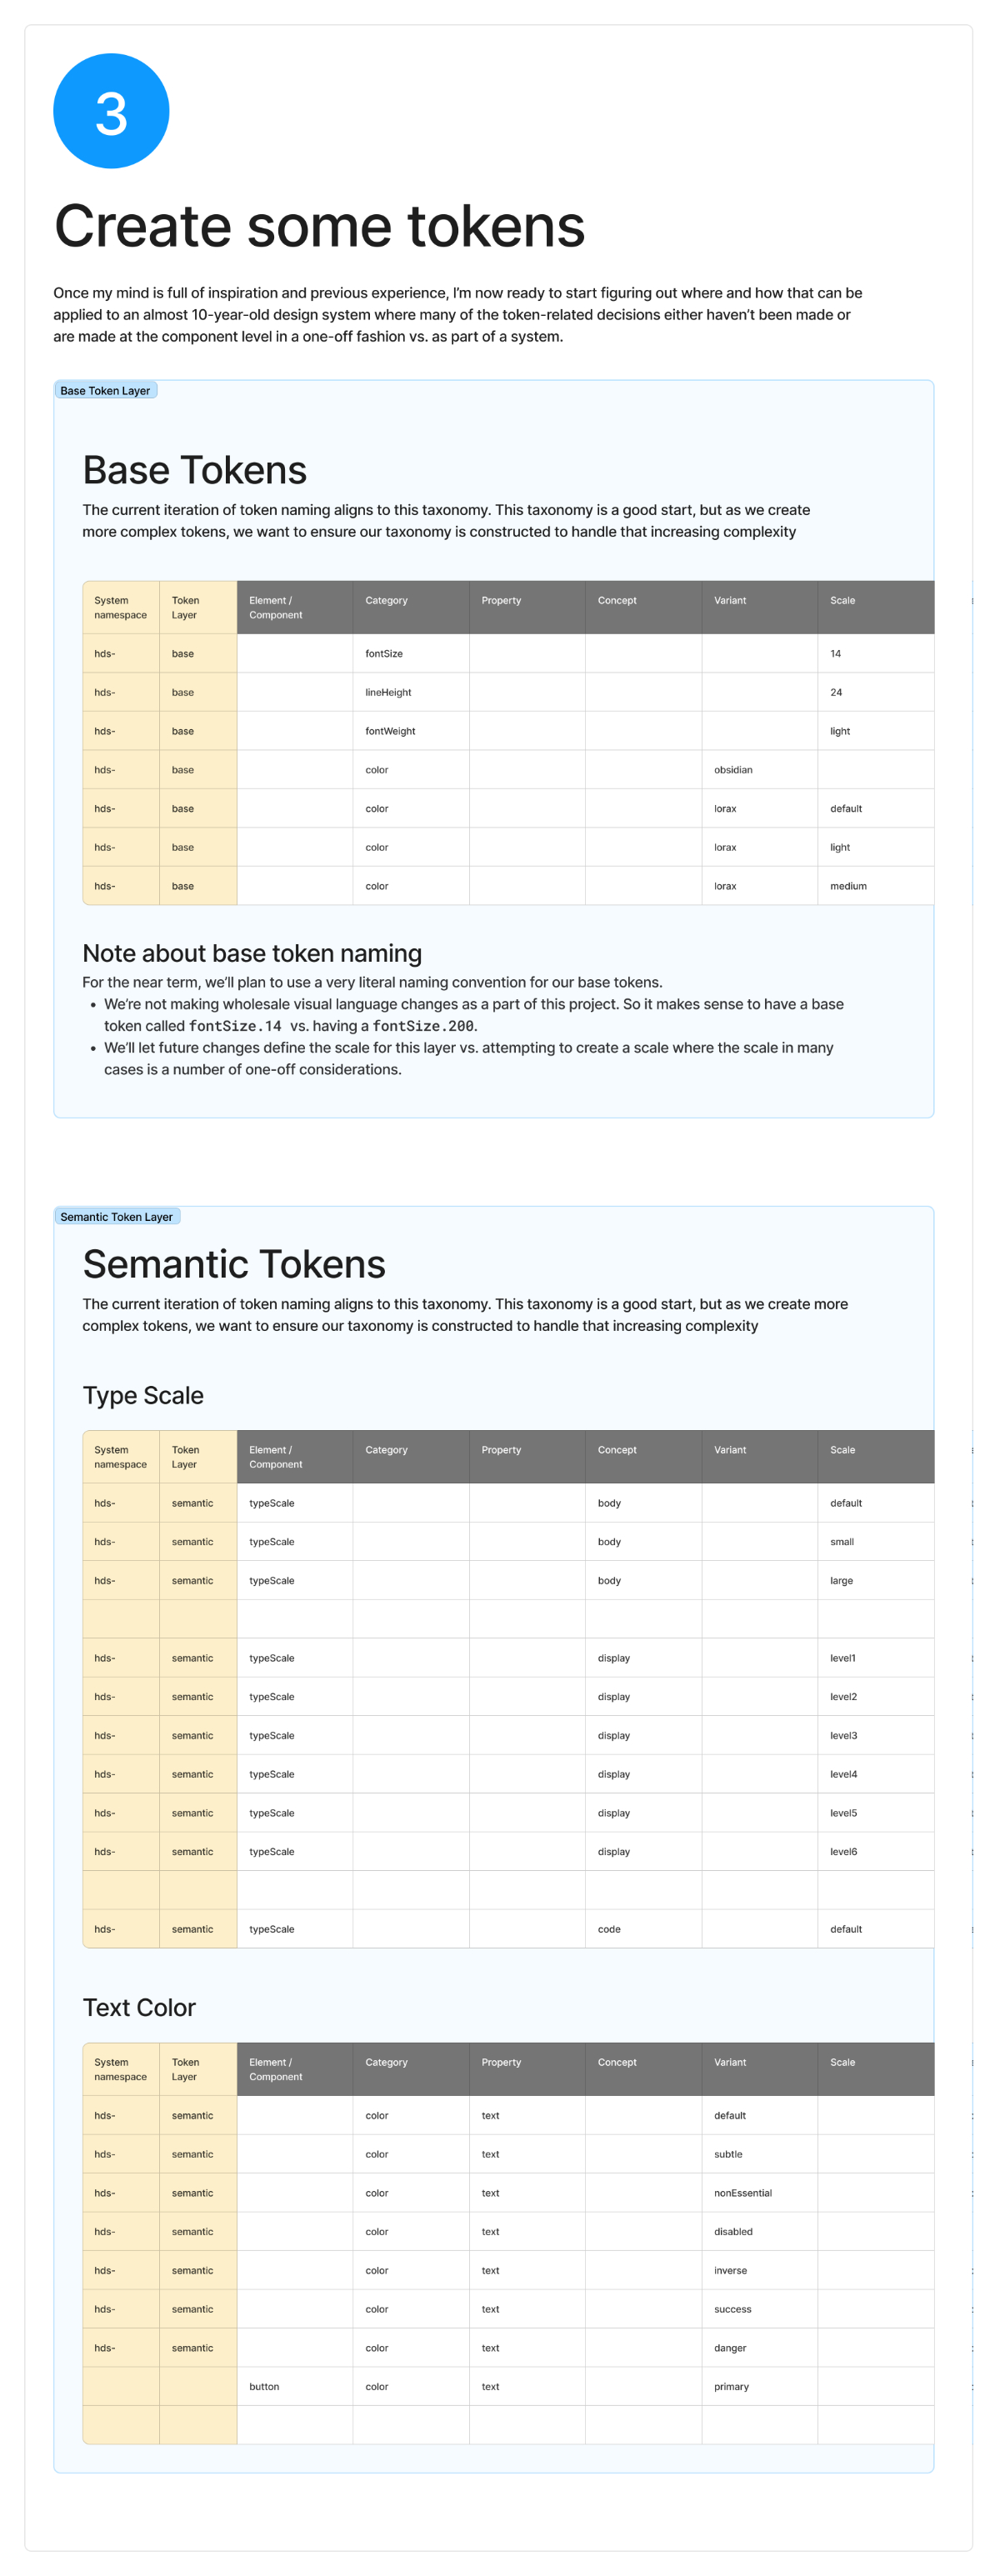 3
Create some tokens
Once my mind is full of inspiration and previous experience, I’m now ready to start figuring out where and how that can be
applied to an almost 10-year-old design system where many of the token-related decisions either haven’t been made or
are made at the component level in a one-off fashion vs. as part of a system.
Base Token Layer
Base Tokens
The current iteration of token naming aligns to this taxonomy. This taxonomy is a good start, but as we create
more complex tokens, we want to ensure our taxonomy is constructed to handle that increasing complexity
System namespace Token Layer Element / Component Category Property Concept Variant Scale
hds- base fontSize 14
hds- base lineHeight 24
hds- base fontWeight light
hds- base color obsidian
hds- base color lorax default
hds- base color lorax light
hds- base color lorax medium
Note about base token naming
For the near term, we’ll plan to use a very literal naming convention for our base tokens.
• We’re not making wholesale visual language changes as a part of this project. So it makes sense to have a base
token called fontSize.14 vs. having a fontSize.200.
• We’ll let future changes define the scale for this layer vs. attempting to create a scale where the scale in many
cases is a number of one-off considerations.
Semantic Token Layer
Semantic Tokens
The current iteration of token naming aligns to this taxonomy. This taxonomy is a good start, but as we create more
complex tokens, we want to ensure our taxonomy is constructed to handle that increasing complexity
Type Scale
System namespace Token Layer Element / Component Category Property Concept Variant Scale
hds- semantic typeScale body default
hds- semantic typeScale body small
hds- semantic typeScale body large
hds- semantic typeScale display level1
hds- semantic typeScale display level2
hds- semantic typeScale display level3
hds- semantic typeScale display level4
hds- semantic typeScale display level5
hds- semantic typeScale display level6
hds- semantic typeScale code default
Text Color
System namespace Token Layer Element / Component Category Property Concept Variant Scale
hds- semantic color text default
hds- semantic color text subtle
hds- semantic color text nonEssential
hds- semantic color text disabled
hds- semantic color text inverse
hds- semantic color text success
hds- semantic color text danger
button color text primary